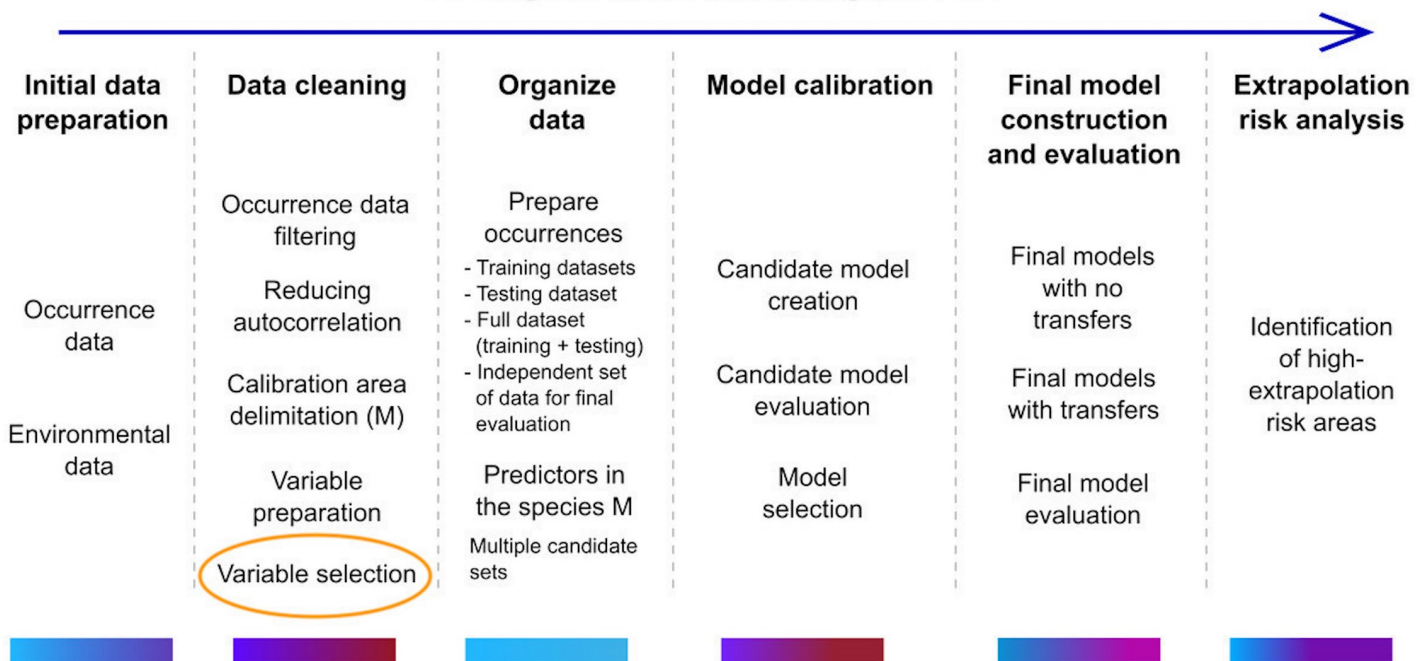 Initial data
preparation
Occurrence
data
Environmental
data
Data cleaning
Occurrence data
filtering
Reducing
autocorrelation
Calibration area
delimitation (M)
Variable
preparation
Variable selection
Organize
data
Prepare
occurrences
- Training datasets
- Testing dataset
- Full dataset
(training + testing)
- Independent set
of data for final
evaluation
Predictors in
the species M
Multiple candidate
sets
Model calibration
Candidate model
creation
Candidate model
evaluation
Model
selection
Final model
construction
and evaluation
Final models
with no
transfers
Final models
with transfers
Final model
evaluation
Extrapolation
risk analysis
Identification
of high-
extrapolation
risk areas